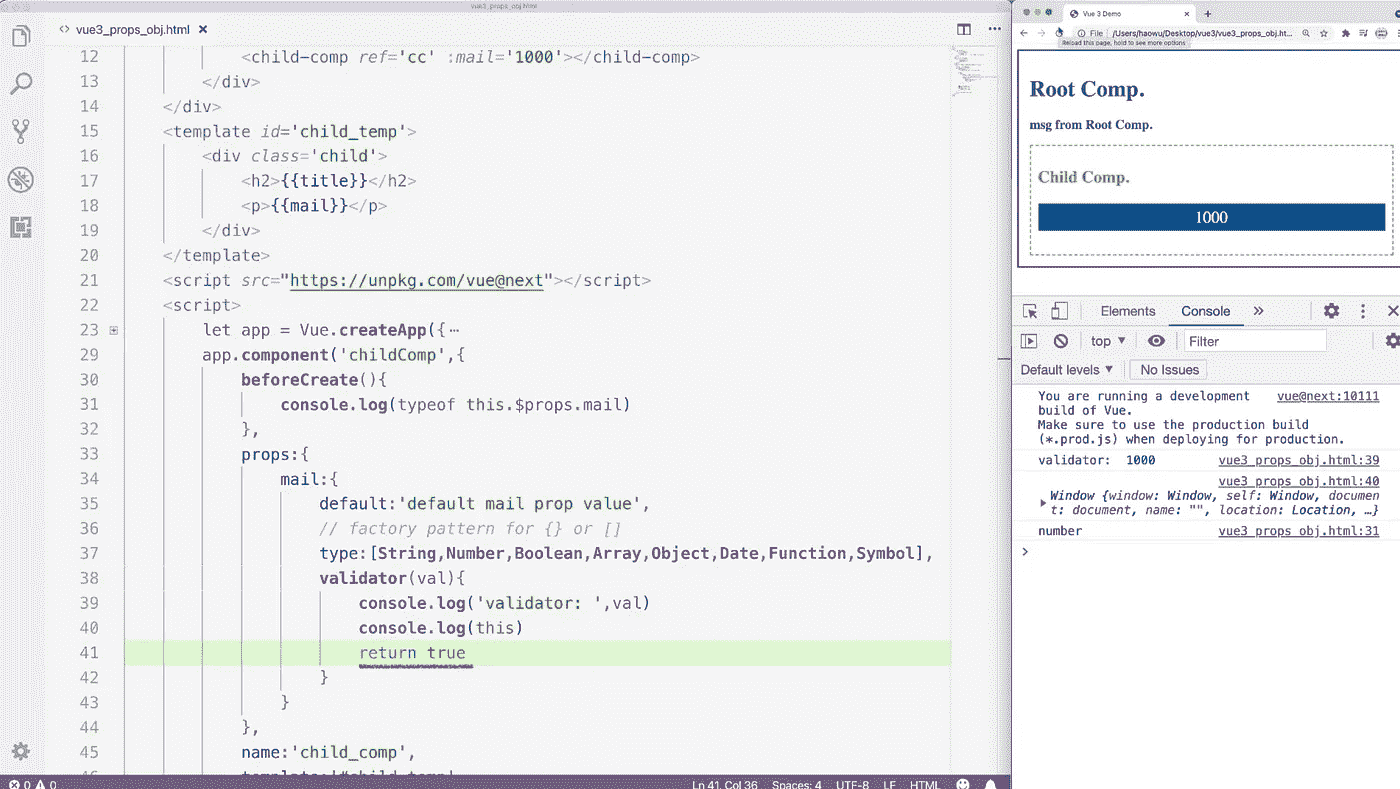 vue3_props_obj.html
vue3_props_obj.html
12 <child-comp ref='cc' :mail='1000'></child-comp>
13 </div>
14 </div>
15 <template id='child_temp'>
16 <div class='child'>
17 <h2>{{title}}</h2>
18 <p>{{mail}}</p>
19 </div>
20 </template>
21 <script src="https://unpkg.com/vue@next"></script>
22 <script>
23 let app = Vue.createApp({⋯
29 app.component('childComp',{
30 beforeCreate(){
31 console.log(typeof this.$props.mail)
32 },
33 props:{
34 mail:{
35 default:'default mail prop value',
36 // factory pattern for {} or []
37 type:[String,Number,Boolean,Array,Object,Date,Function,Symbol],
38 validator(val){
39 console.log('validator: ',val)
40 console.log(this)
41 return true
42 }
43 }
44 },
45 name:'child_comp',
0 0 Ln 41, Col 36 Spaces: 4 UTF-8 LF HTML
Vue 3 Demo
File /Users/haowu/Desktop/vue3/vue3_props_obj.ht...
Reload this page, hold to see more options
Root Comp.
msg from Root Comp.
Child Comp.
1000
Elements Console
top Filter
Default levels No Issues
You are running a development vue@next:10111
build of Vue.
Make sure to use the production build
(*.prod.js) when deploying for production.
validator: 1000 vue3_props_obj.html:39
vue3_props_obj.html:40
Window {window: Window, self: Window, documen
t: document, name: "", location: Location, …}
number vue3_props_obj.html:31